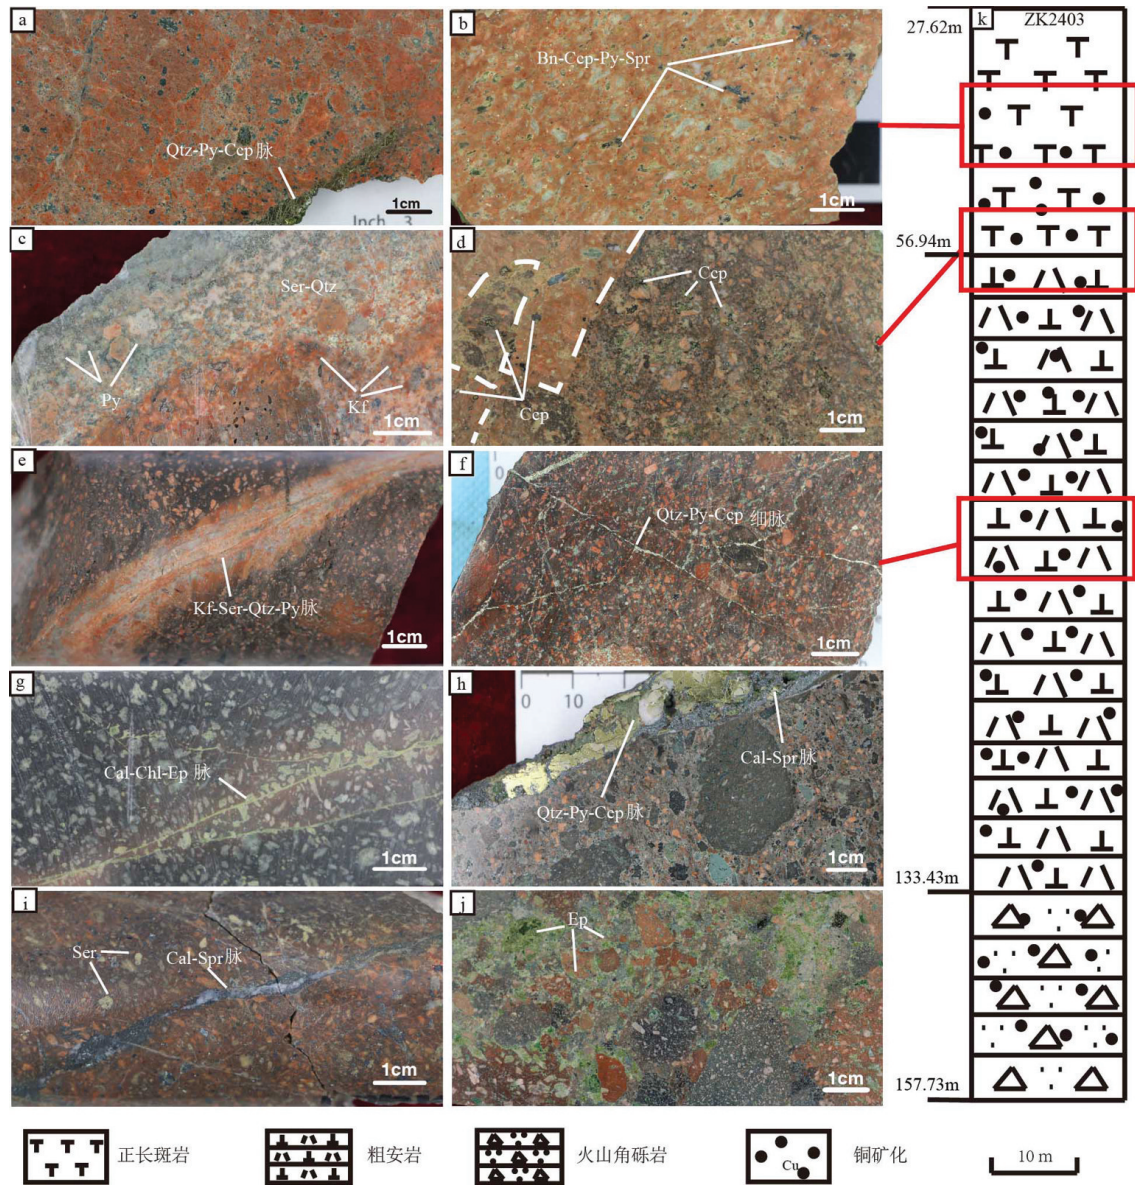 a
Qtz-Py-Ccp 脉
1cm
Inch 3
b
Bn-Ccp-Py-Spr
1cm
c
Ser-Qtz
Py
Kf
1cm
d
Ccp
Ccp
1cm
e
Kf-Ser-Qtz-Py脉
1cm
f
Qtz-Py-Ccp 细脉
1cm
g
Cal-Chl-Ep 脉
1cm
h
0 10
Cal-Spr脉
Qtz-Py-Ccp脉
1cm
i
Ser
Cal-Spr脉
1cm
j
Ep
1cm
k ZK2403
27.62m
56.94m
133.43m
157.73m
正长斑岩
粗安岩
火山角砾岩
Cu
铜矿化
10 m